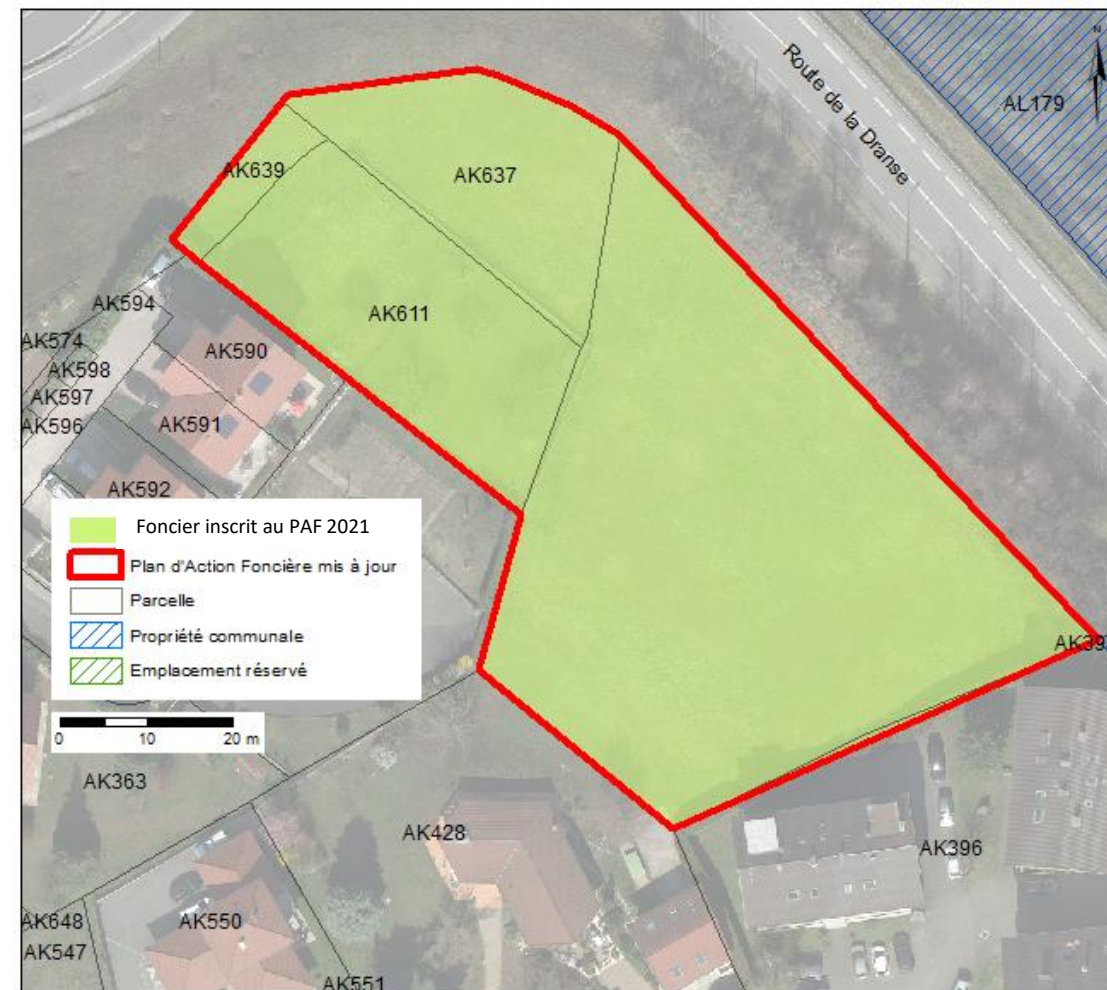 N
Route de la Dranse
AL179
AK639
AK637
AK594
AK611
AK574
AK590
AK598
AK597
AK591
AK596
AK592
Foncier inscrit au PAF 2021
Plan d'Action Foncière mis à jour
Parcelle
Propriété communale
Emplacement réservé
0 10 20 m
AK363
AK428
AK396
AK648
AK550
AK547
AK551